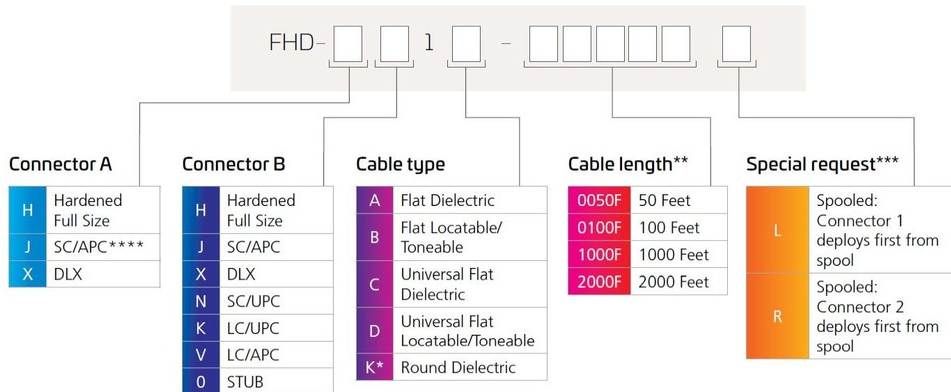 FHD- 1 -
Connector A
H Hardened
Full Size
J SC/APC****
X DLX
Connector B
H Hardened
Full Size
J SC/APC
X DLX
N SC/UPC
K LC/UPC
V LC/APC
0 STUB
Cable type
A Flat Dielectric
B Flat Locatable/
Toneable
C Universal Flat
Dielectric
D Universal Flat
Locatable/Toneable
K* Round Dielectric
Cable length**
0050F 50 Feet
0100F 100 Feet
1000F 1000 Feet
2000F 2000 Feet
Special request***
L Spooled:
Connector 1
deploys first from
spool
R Spooled:
Connector 2
deploys first from
spool